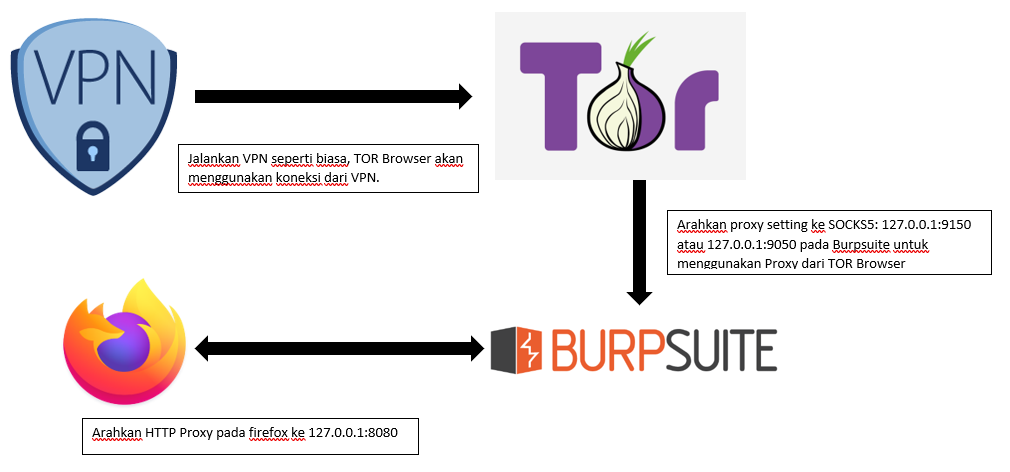 VPN
Tor
Jalankan VPN seperti biasa, TOR Browser akan
menggunakan koneksi dari VPN.
Arahkan proxy setting ke SOCKS5: 127.0.0.1:9150
atau 127.0.0.1:9050 pada Burpsuite untuk
menggunakan Proxy dari TOR Browser
BURPSUITE
Arahkan HTTP Proxy pada firefox ke 127.0.0.1:8080